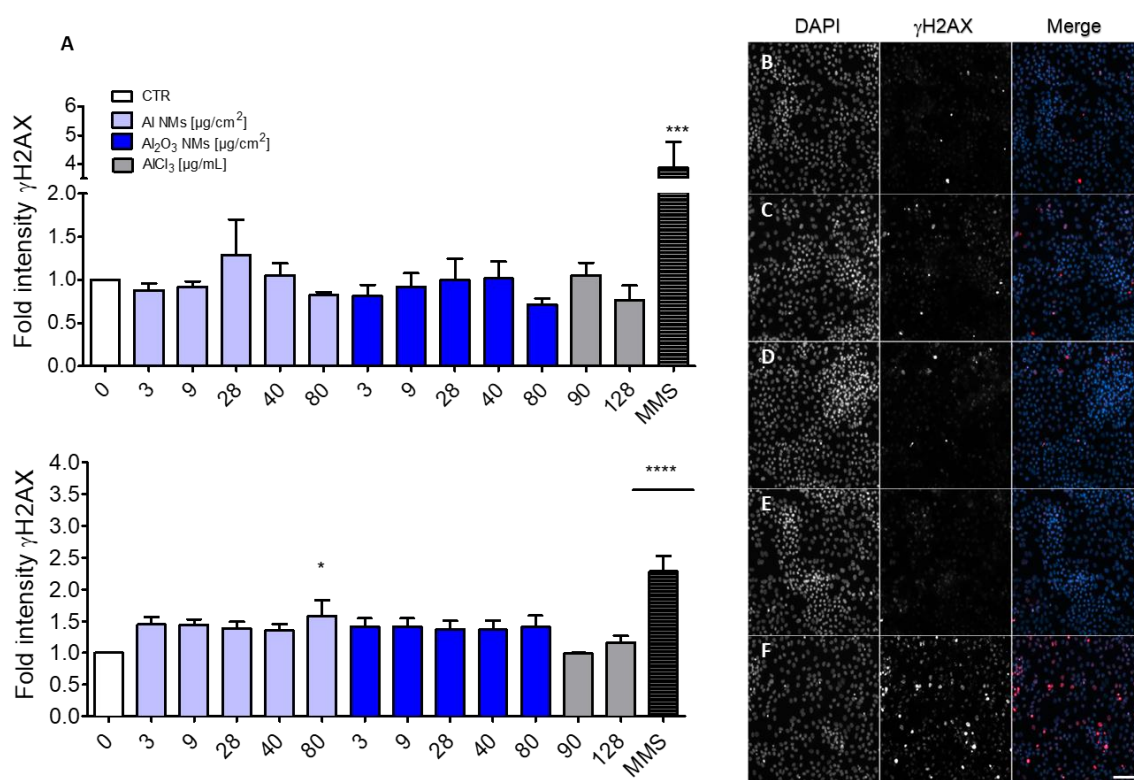 A
CTR
Al NMs [µg/cm²]
Al₂O₃ NMs [µg/cm²]
AlCl₃ [µg/mL]
Fold intensity γH2AX
6
5
4
2.0
1.5
1.0
0.5
0.0
***
0 3 9 28 40 80 3 9 28 40 80 90 128 MMS
Fold intensity γH2AX
4.0
3.5
3.0
2.5
2.0
1.5
1.0
0.5
0.0
*
****
0 3 9 28 40 80 3 9 28 40 80 90 128 MMS
DAPI γH2AX Merge
B
C
D
E
F